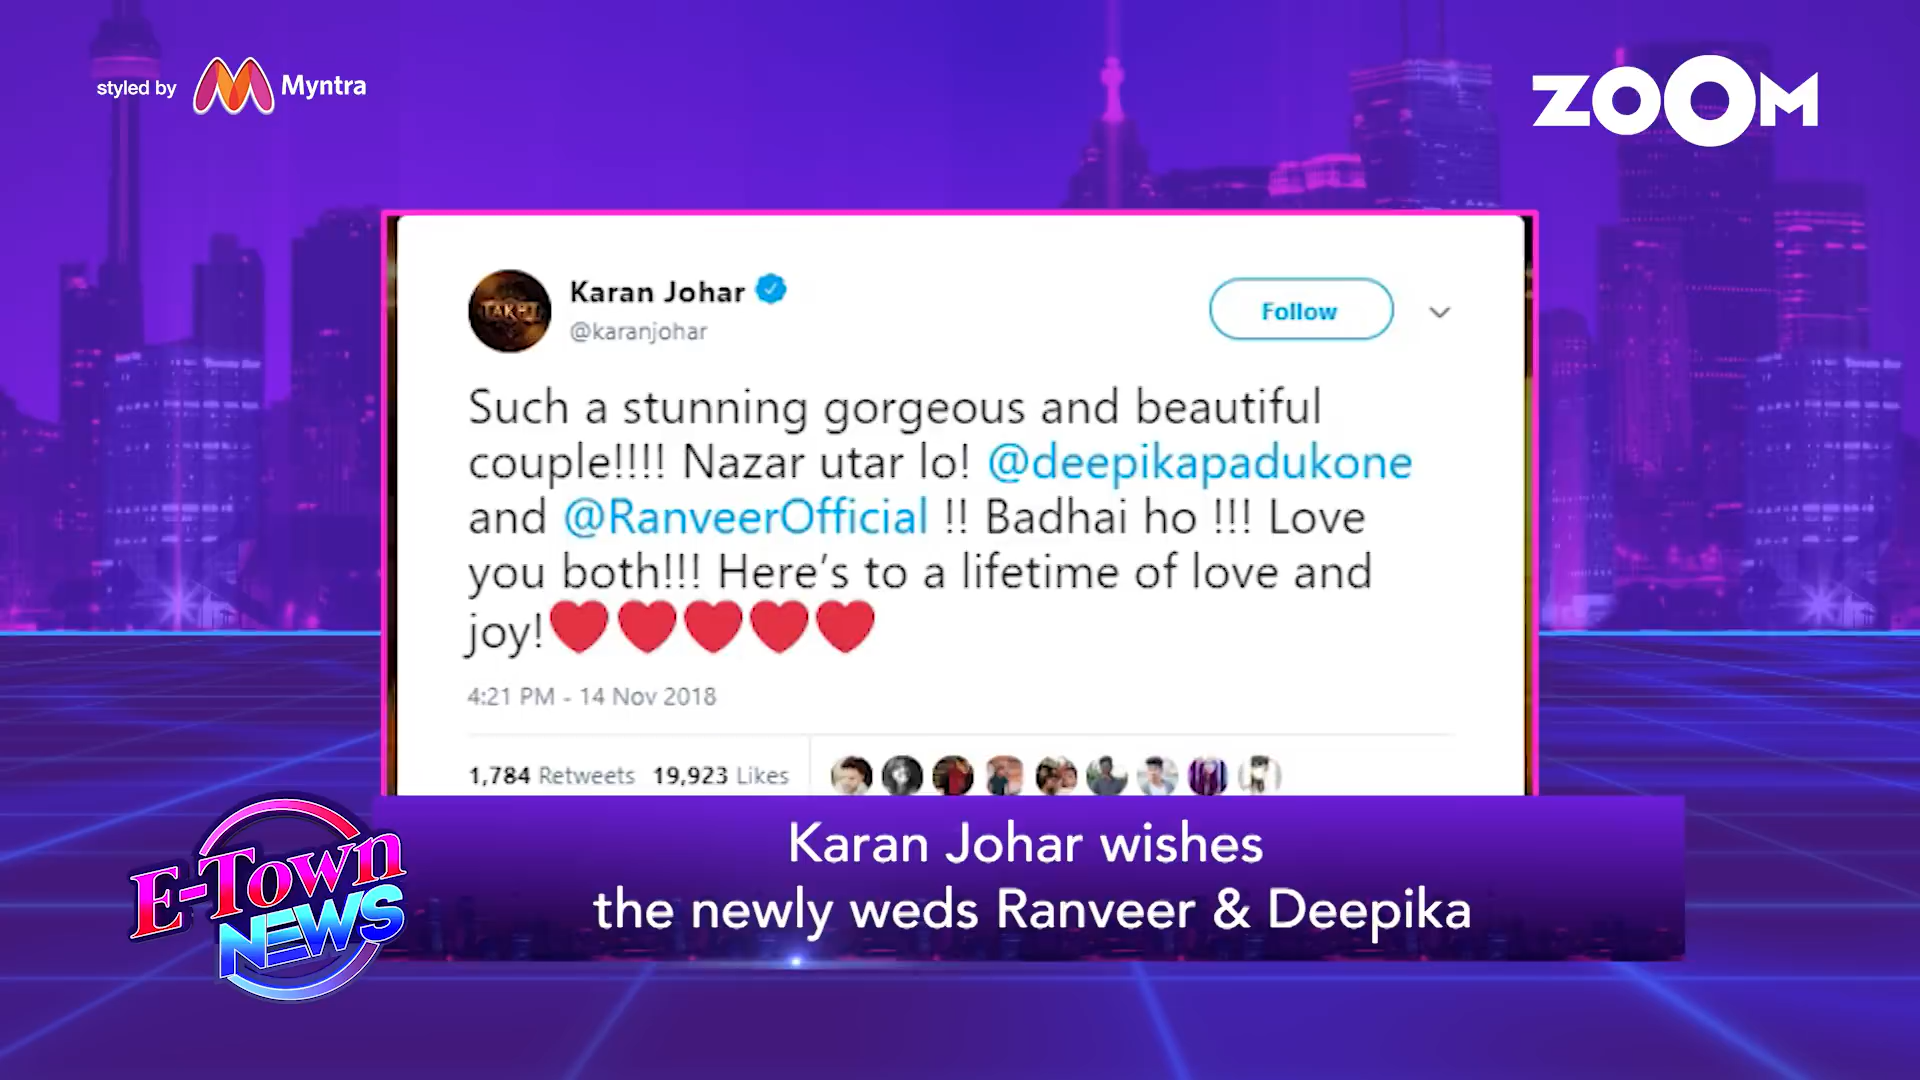 styled by Myntra
zoom
TAKHT
Karan Johar
@karanjohar
Follow
Such a stunning gorgeous and beautiful
couple!!!! Nazar utar lo! @deepikapadukone
and @RanveerOfficial !! Badhai ho !!! Love
you both!!! Here’s to a lifetime of love and
joy!❤❤❤❤❤
4:21 PM - 14 Nov 2018
1,784 Retweets 19,923 Likes
E-Town
NEWS
Karan Johar wishes
the newly weds Ranveer & Deepika